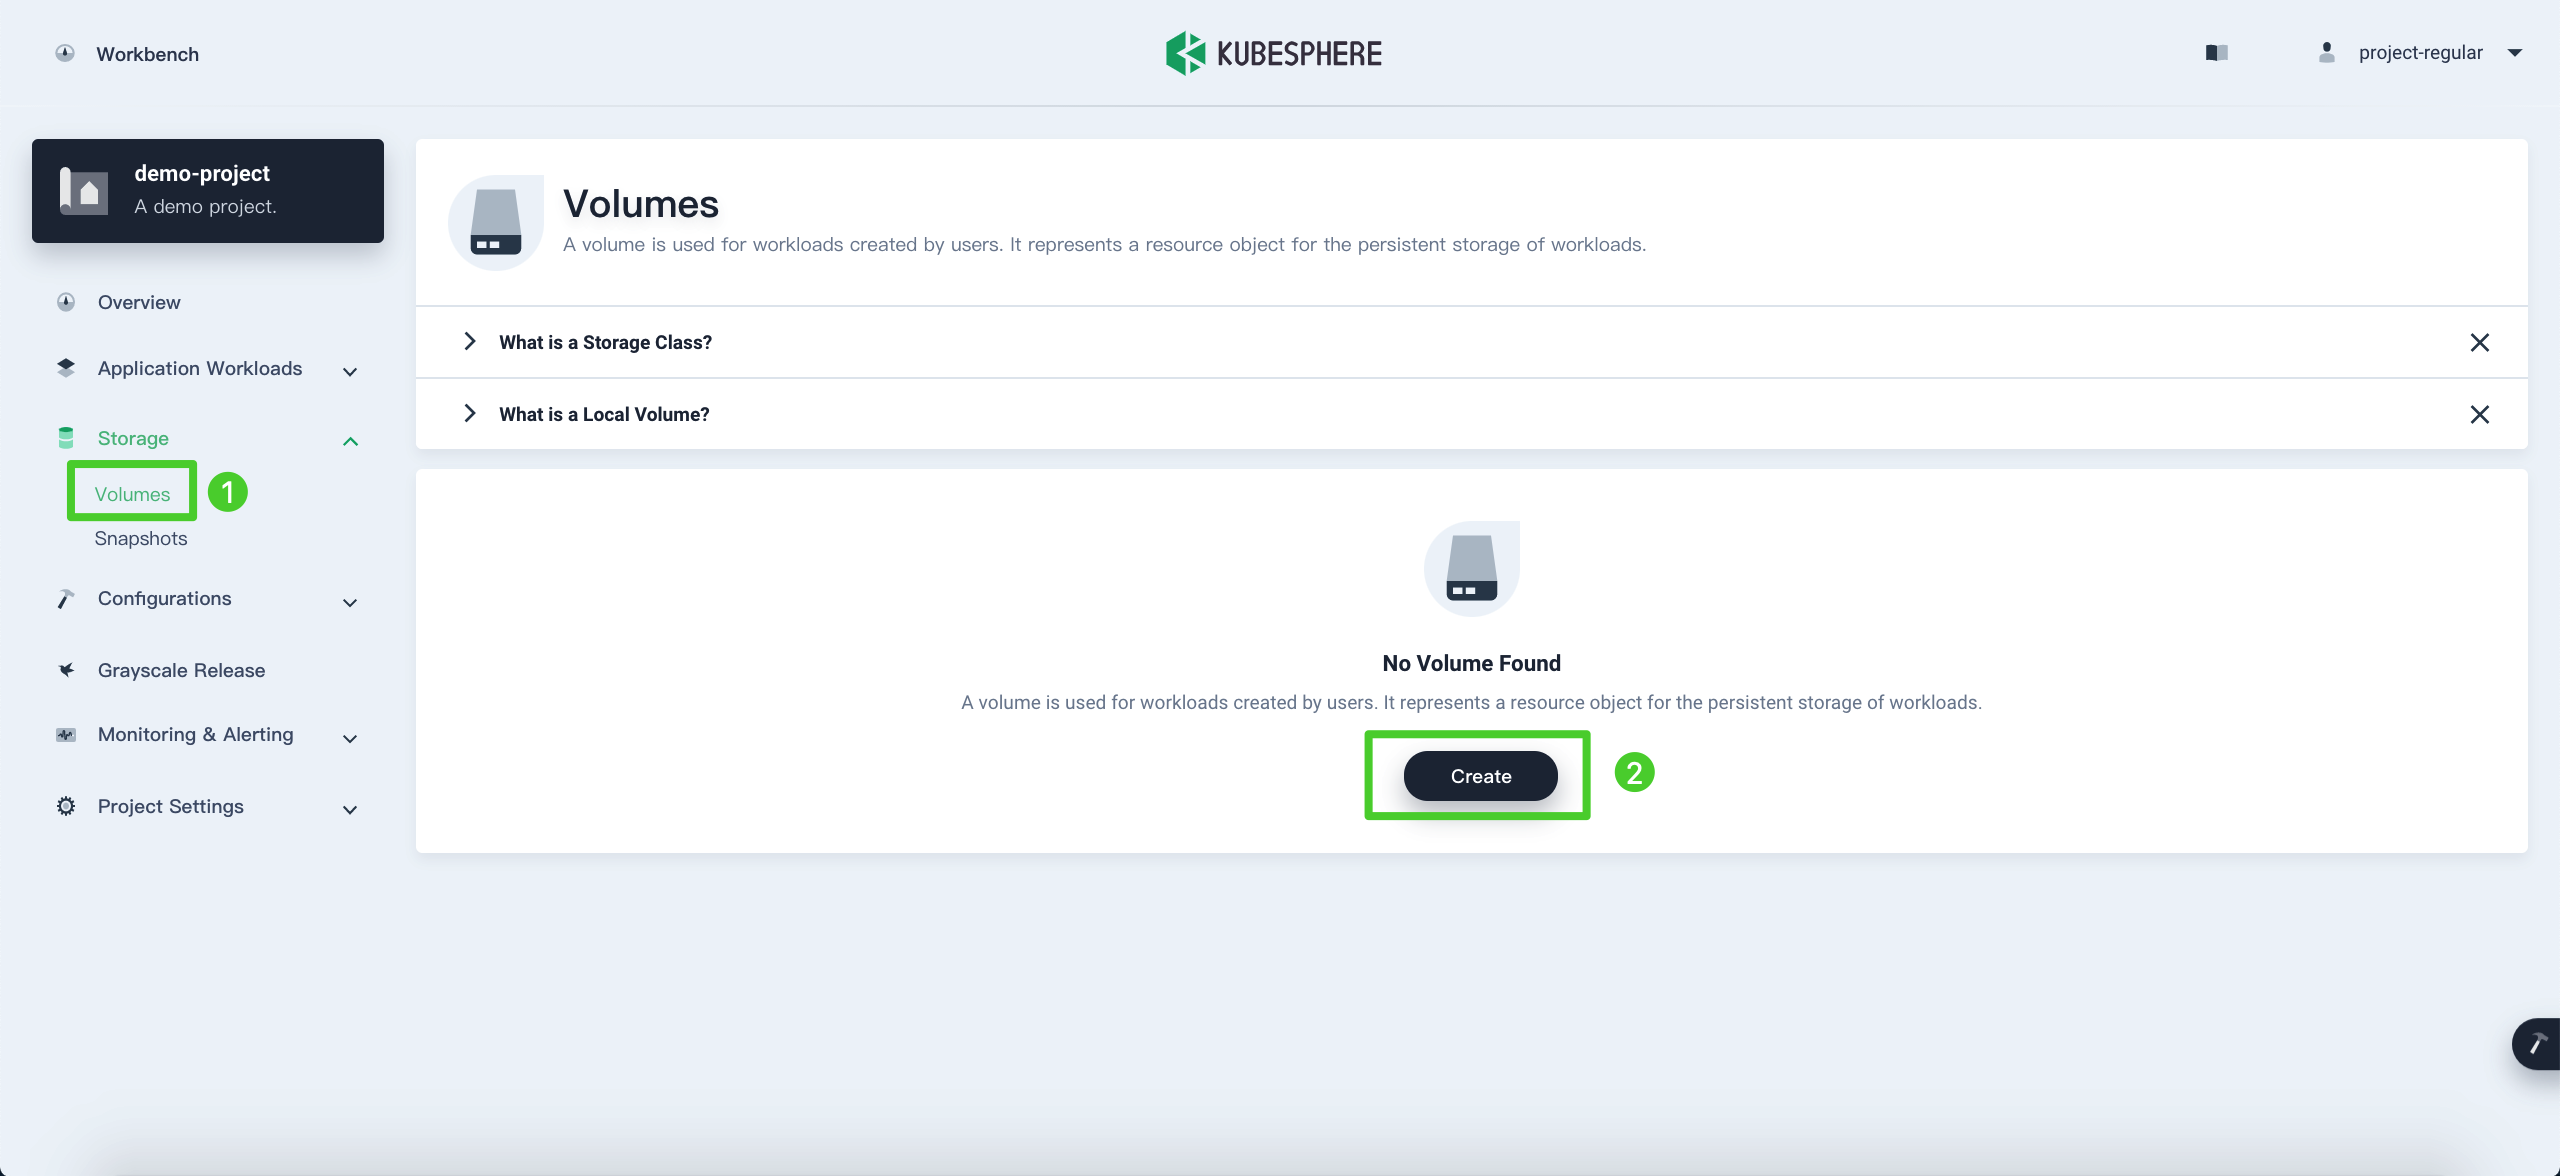 Workbench
KUBESPHERE
project-regular
demo-project
A demo project.
Overview
Application Workloads
Storage
Volumes
1
Snapshots
Configurations
Grayscale Release
Monitoring & Alerting
Project Settings
Volumes
A volume is used for workloads created by users. It represents a resource object for the persistent storage of workloads.
What is a Storage Class?
What is a Local Volume?
No Volume Found
A volume is used for workloads created by users. It represents a resource object for the persistent storage of workloads.
Create
2